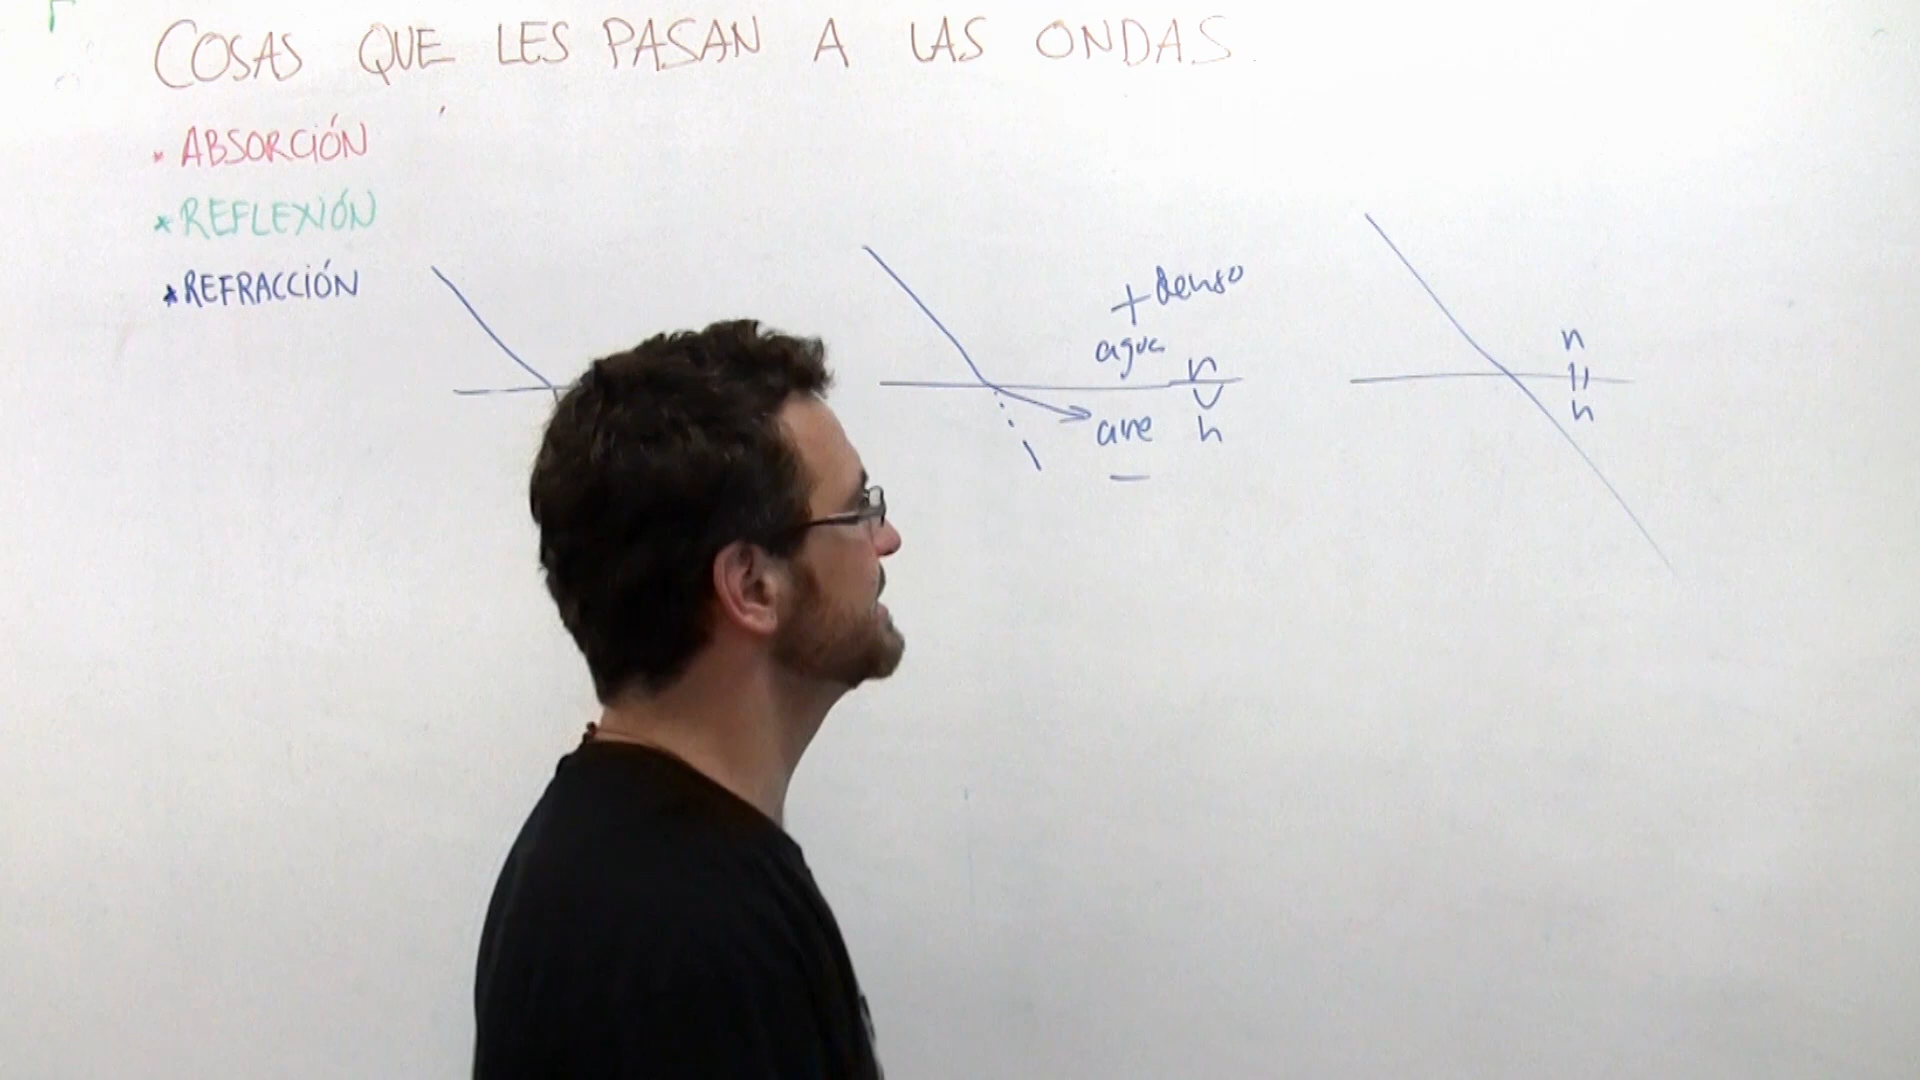 COSAS QUE LES PASAN A LAS ONDAS
* ABSORCIÓN
* REFLEXIÓN
* REFRACCIÓN
+ denso
agua n
aire n
−
n
=
n